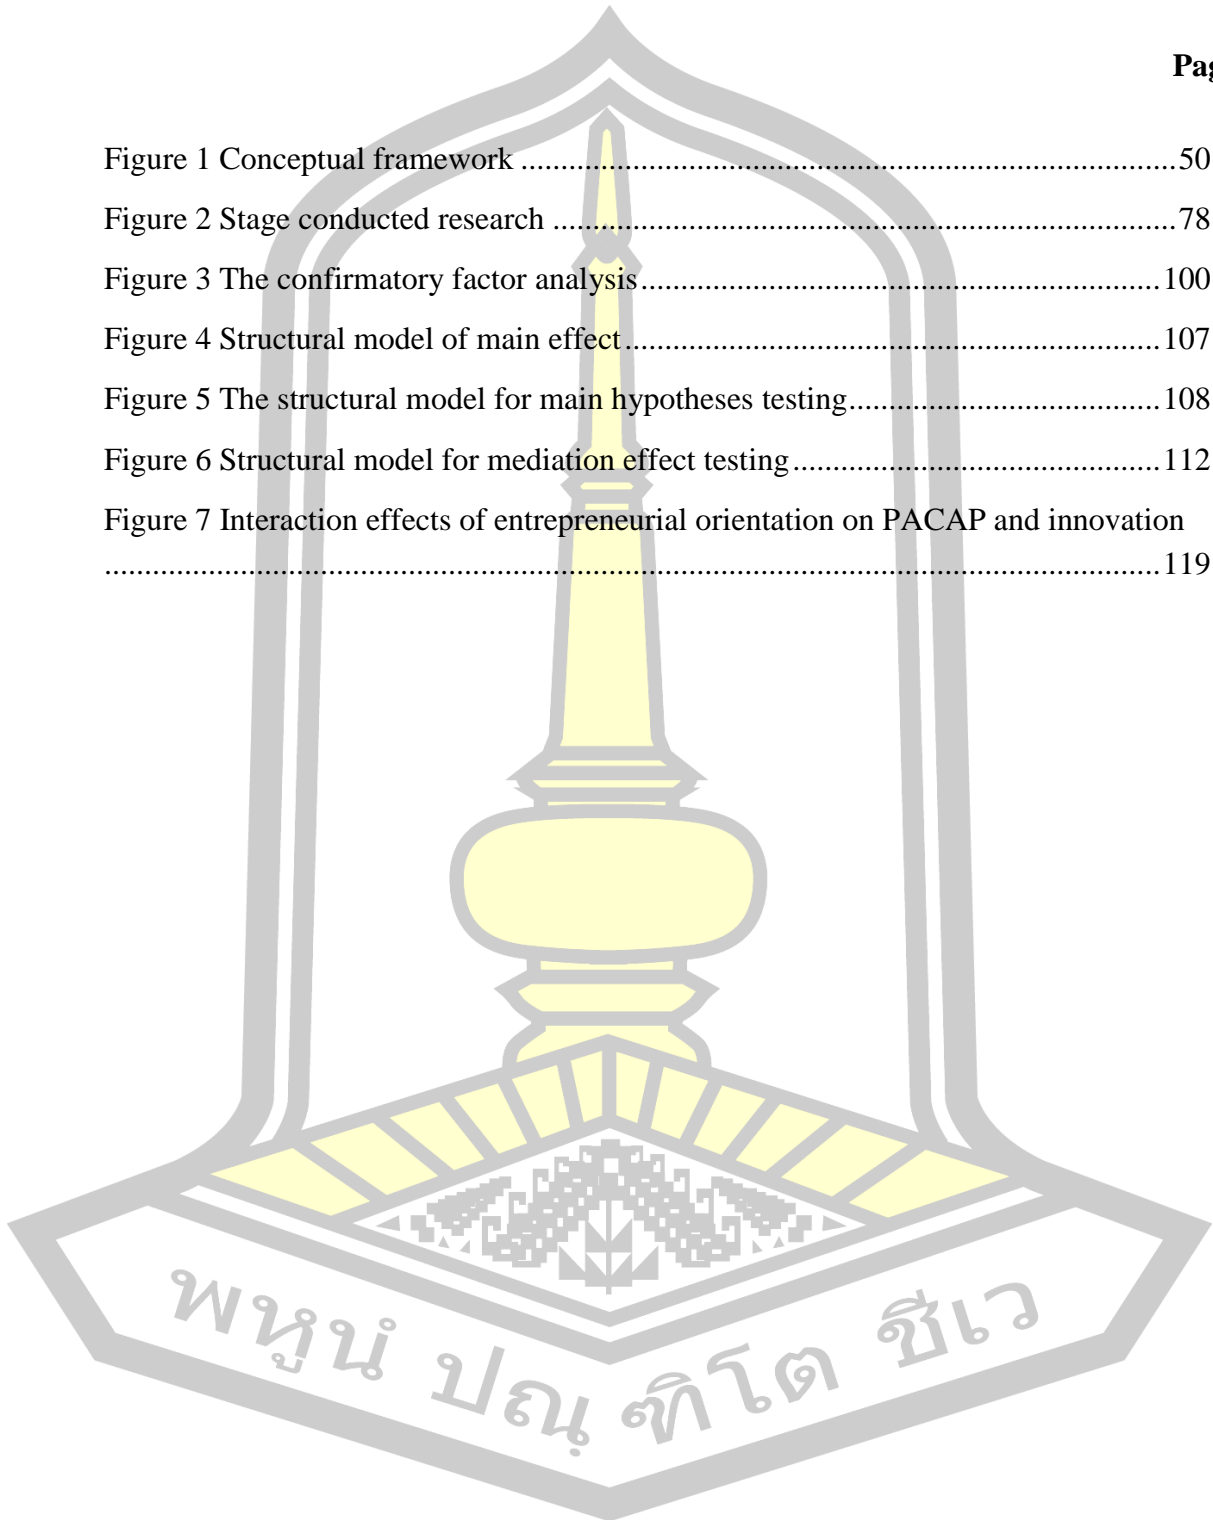 Pag
Figure 1 Conceptual framework ..................................................................................50
Figure 2 Stage conducted research ..............................................................................78
Figure 3 The confirmatory factor analysis.................................................................100
Figure 4 Structural model of main effect...................................................................107
Figure 5 The structural model for main hypotheses testing.......................................108
Figure 6 Structural model for mediation effect testing..............................................112
Figure 7 Interaction effects of entrepreneurial orientation on PACAP and innovation
....................................................................................................................................119
พหูนํ ปณฺ ฑิโต ชีเว